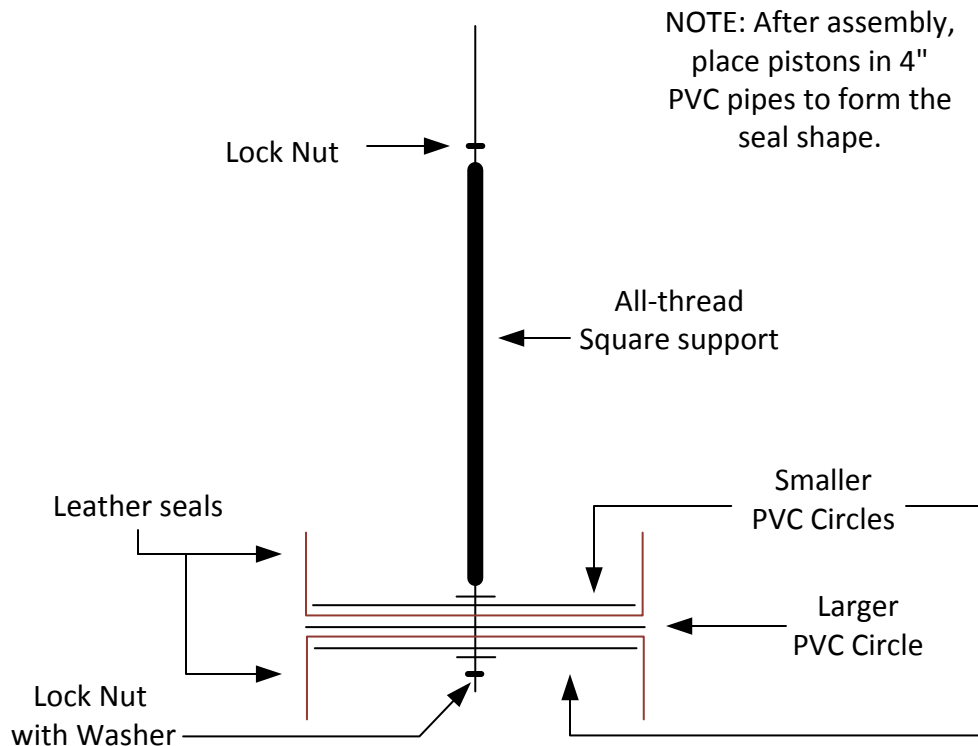 NOTE: After assembly,
place pistons in 4"
PVC pipes to form the
seal shape.
Lock Nut
All-thread
Square support
Smaller
PVC Circles
Leather seals
Larger
PVC Circle
Lock Nut
with Washer